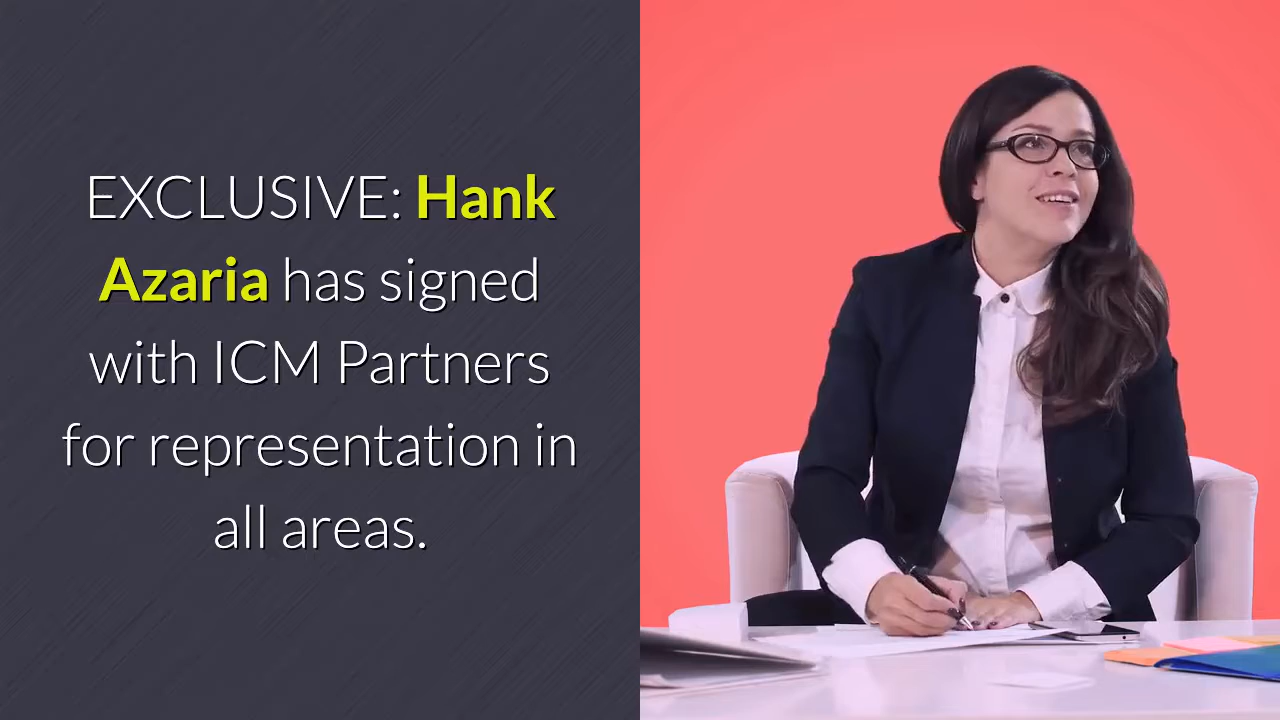 EXCLUSIVE: Hank
Azaria has signed
with ICM Partners
for representation in
all areas.